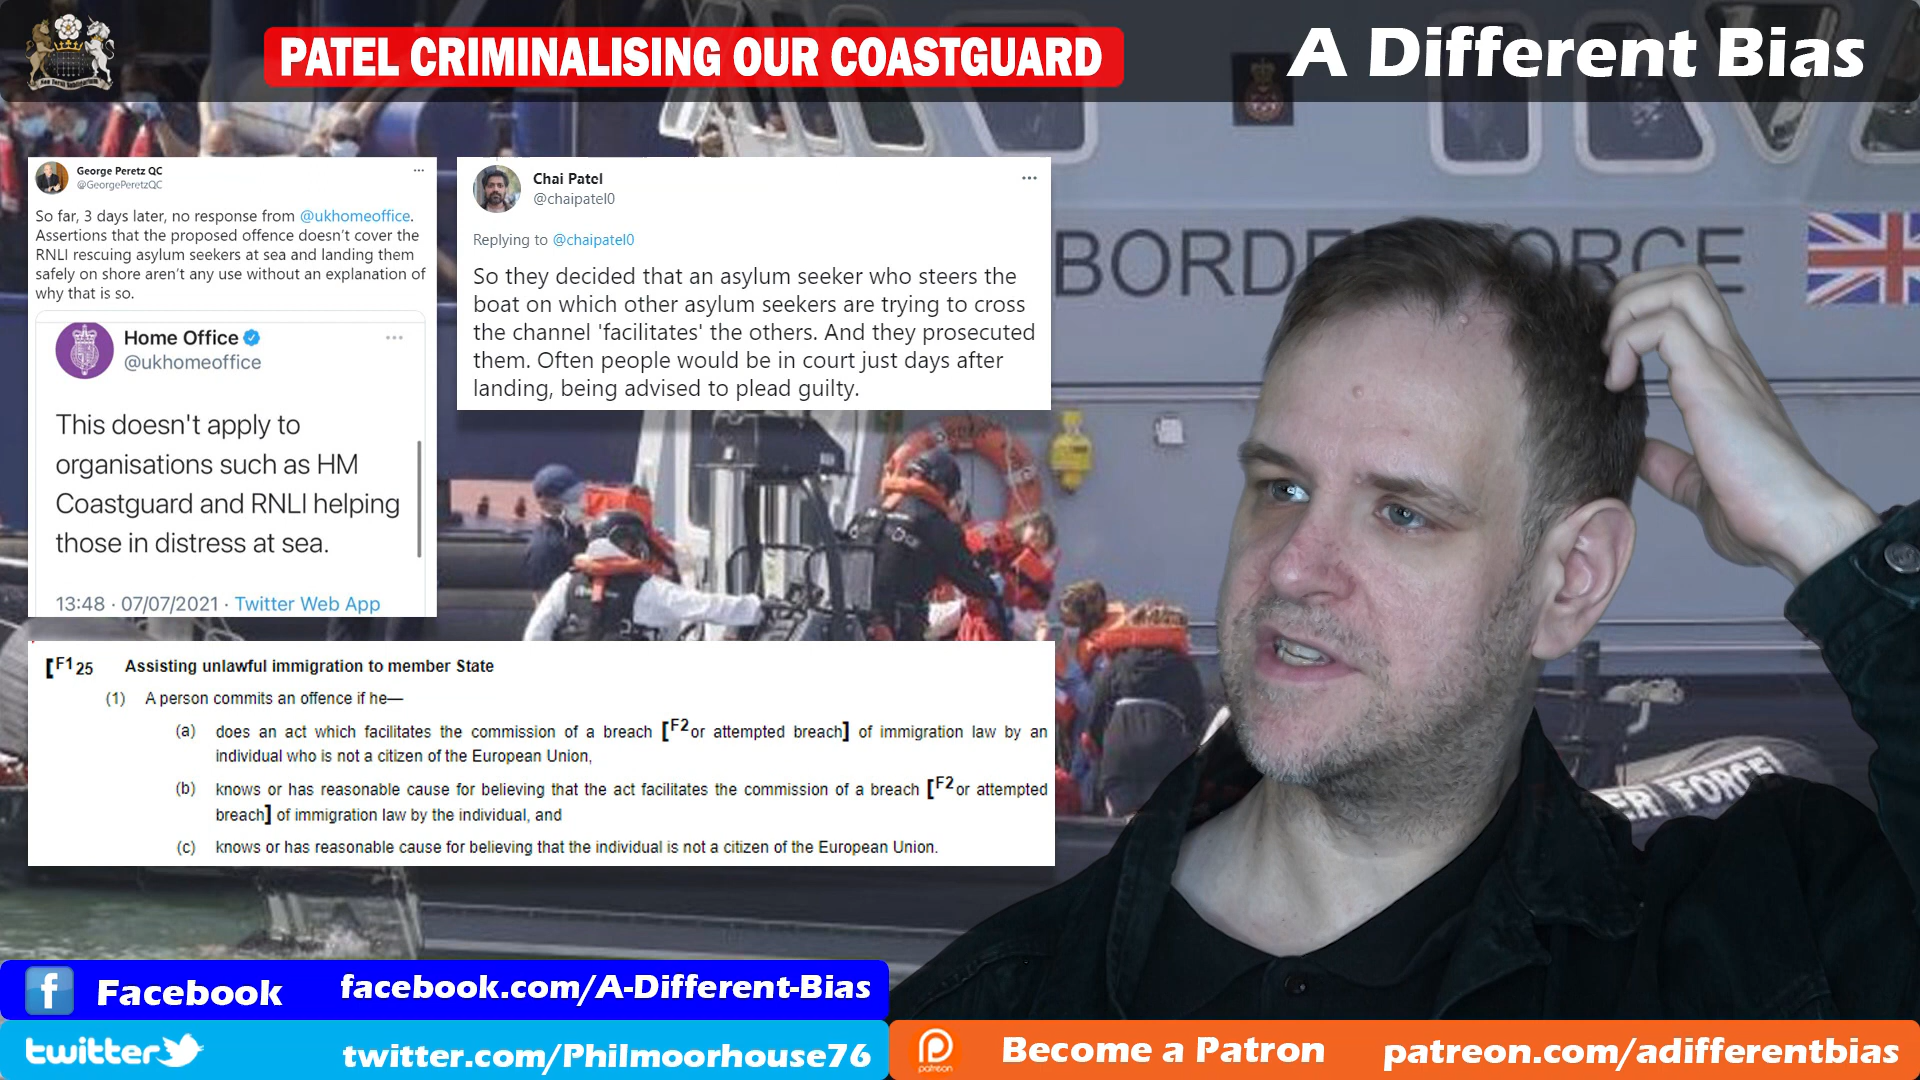 PATEL CRIMINALISING OUR COASTGUARD
A Different Bias
George Peretz QC
@GeorgePeretzQC
So far, 3 days later, no response from @ukhomeoffice.
Assertions that the proposed offence doesn't cover the
RNLI rescuing asylum seekers at sea and landing them
safely on shore aren't any use without an explanation of
why that is so.
Home Office
@ukhomeoffice
This doesn't apply to
organisations such as HM
Coastguard and RNLI helping
those in distress at sea.
13:48 · 07/07/2021 · Twitter Web App
Chai Patel
@chaipatel0
Replying to @chaipatel0
So they decided that an asylum seeker who steers the
boat on which other asylum seekers are trying to cross
the channel 'facilitates' the others. And they prosecuted
them. Often people would be in court just days after
landing, being advised to plead guilty.
[F1 25 Assisting unlawful immigration to member State
(1) A person commits an offence if he—
(a) does an act which facilitates the commission of a breach [F2 or attempted breach] of immigration law by an
individual who is not a citizen of the European Union,
(b) knows or has reasonable cause for believing that the act facilitates the commission of a breach [F2 or attempted
breach] of immigration law by the individual, and
(c) knows or has reasonable cause for believing that the individual is not a citizen of the European Union.
f Facebook facebook.com/A-Different-Bias
twitter twitter.com/Philmoorhouse76
patreon Become a Patron patreon.com/adifferentbias